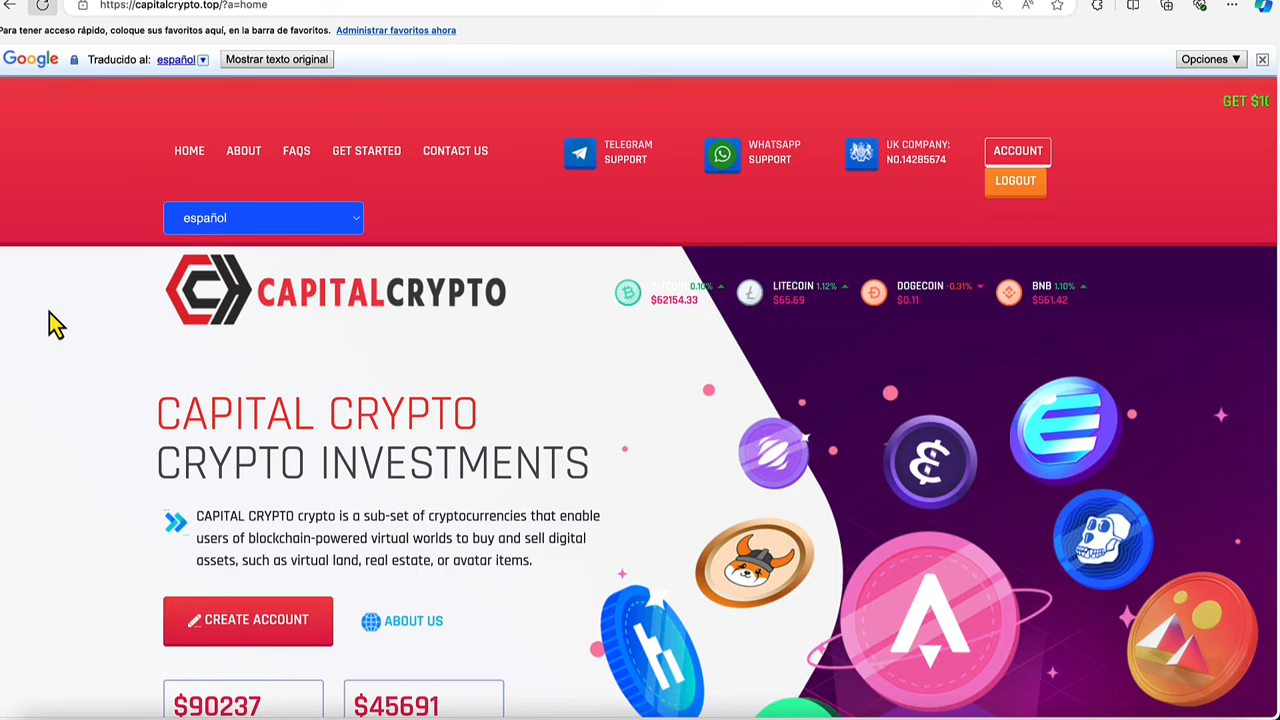 https://capitalcrypto.top/?a=home
Para tener acceso rápido, coloque sus favoritos aquí, en la barra de favoritos. Administrar favoritos ahora
Google Traducido al: español Mostrar texto original Opciones ▼
GET $10
HOME ABOUT FAQS GET STARTED CONTACT US
TELEGRAM
SUPPORT
WHATSAPP
SUPPORT
UK COMPANY:
NO.14285674
ACCOUNT
LOGOUT
español
CAPITALCRYPTO
BITCOIN 0.10%
$62154.33
LITECOIN 1.12%
$65.69
DOGECOIN -0.31%
$0.11
BNB 1.10%
$561.42
CAPITAL CRYPTO
CRYPTO INVESTMENTS
CAPITAL CRYPTO crypto is a sub-set of cryptocurrencies that enable
users of blockchain-powered virtual worlds to buy and sell digital
assets, such as virtual land, real estate, or avatar items.
CREATE ACCOUNT
ABOUT US
$90237
$45691